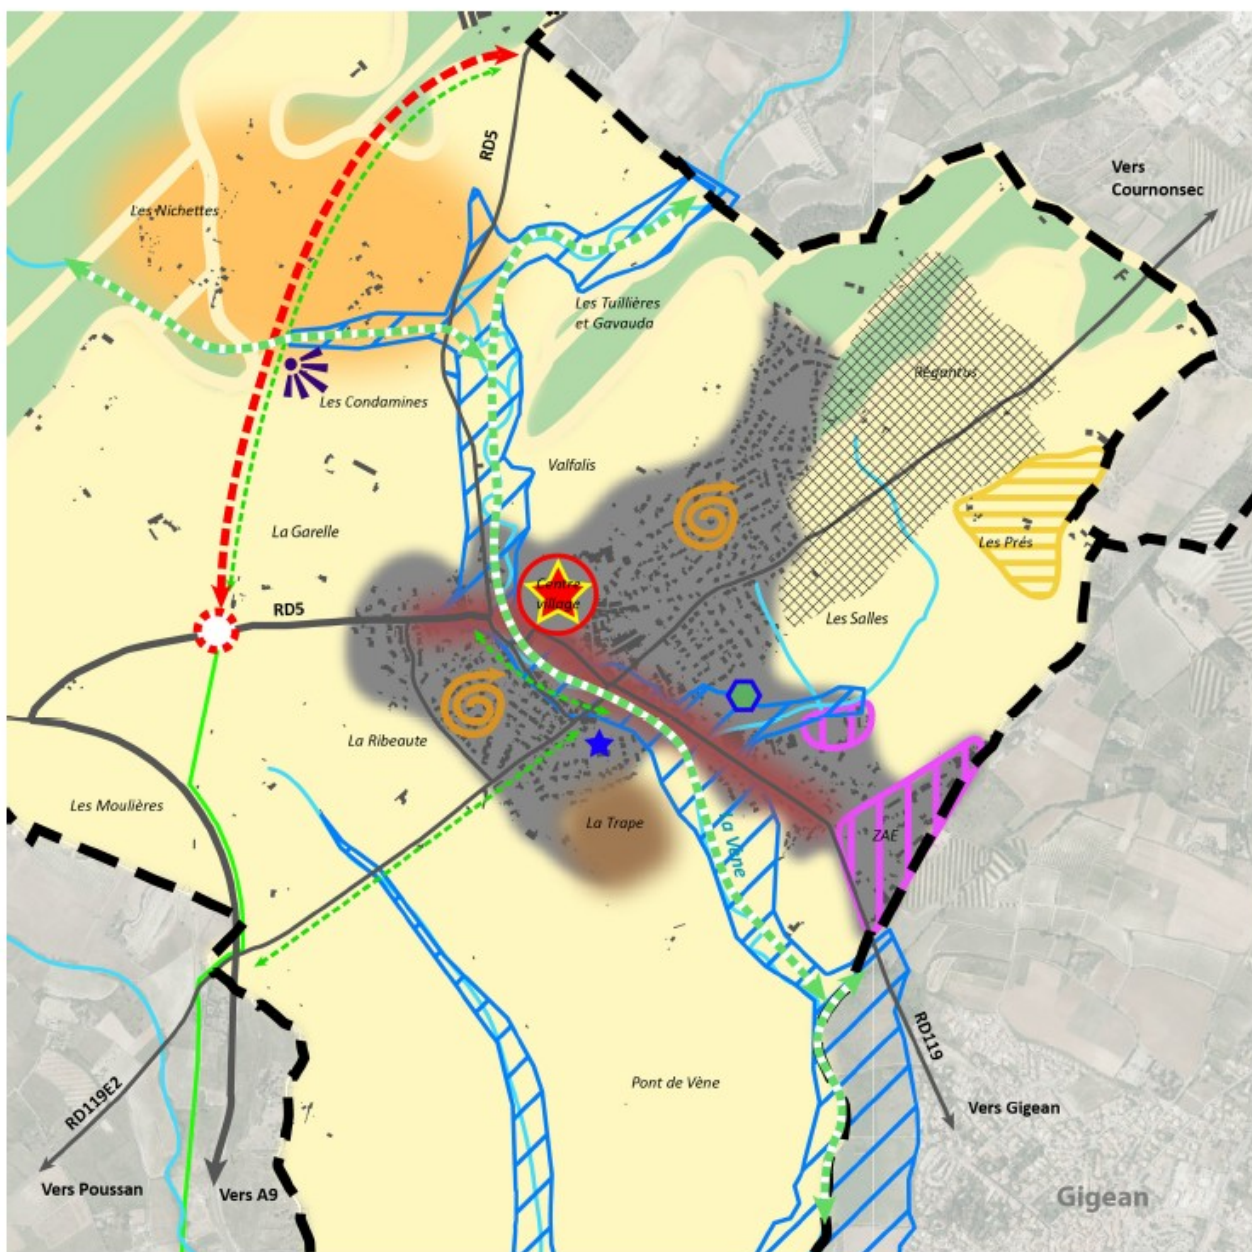 RD5
Vers
Cournonsec
Les Nichettes
Les Tuillières
et Gavauda
Régantus
Les Condamines
Valfalis
La Garelle
Les Prés
Centre
village
RD5
Les Salles
La Ribeaute
Les Moulières
La Trape
ZAE
La Vène
RD119
Pont de Vène
RD119E2
Vers Gigean
Vers Poussan
Vers A9
Gigean